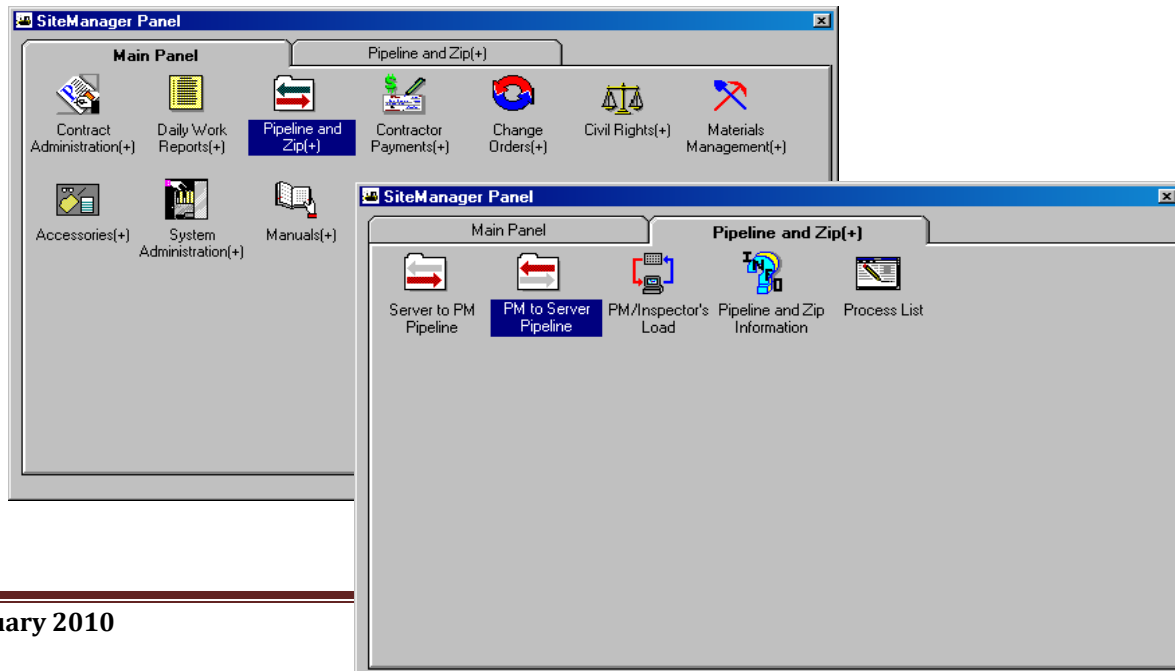 SiteManager Panel
Main Panel
Pipeline and Zip(+)
Contract
Administration(+)
Daily Work
Reports(+)
Pipeline and
Zip(+)
Contractor
Payments(+)
Change
Orders(+)
Civil Rights(+)
Materials
Management(+)
Accessories(+)
System
Administration(+)
Manuals(+)
SiteManager Panel
Main Panel
Pipeline and Zip(+)
Server to PM
Pipeline
PM to Server
Pipeline
PM/Inspector's
Load
INFO
Pipeline and Zip
Information
Process List
uary 2010